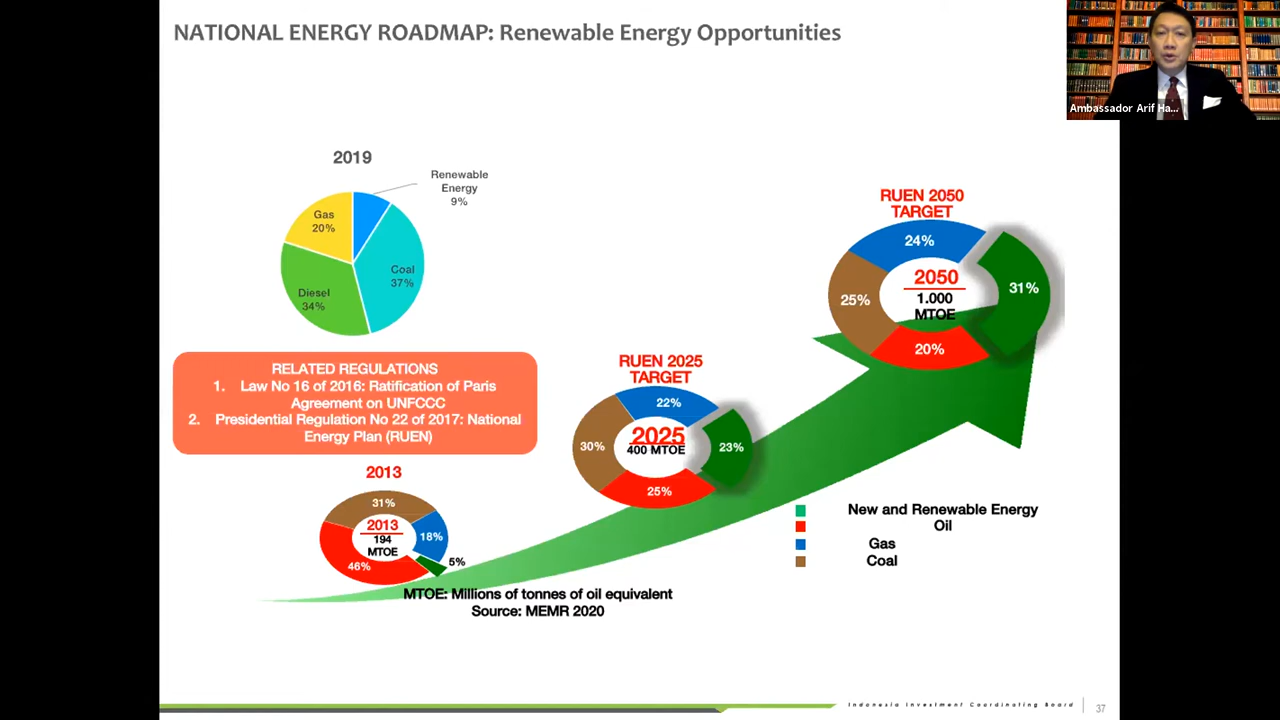 NATIONAL ENERGY ROADMAP: Renewable Energy Opportunities
Ambassador Arif Ha...
2019
Renewable
Energy
9%
Gas
20%
Coal
37%
Diesel
34%
RELATED REGULATIONS
1. Law No 16 of 2016: Ratification of Paris
Agreement on UNFCCC
2. Presidential Regulation No 22 of 2017: National
Energy Plan (RUEN)
2013
31%
2013
194
MTOE
18%
46%
5%
RUEN 2025
TARGET
22%
2025
400 MTOE
30%
23%
25%
RUEN 2050
TARGET
24%
2050
1.000
MTOE
25%
31%
20%
New and Renewable Energy
Oil
Gas
Coal
MTOE: Millions of tonnes of oil equivalent
Source: MEMR 2020
Indonesia Investment Coordinating Board
37